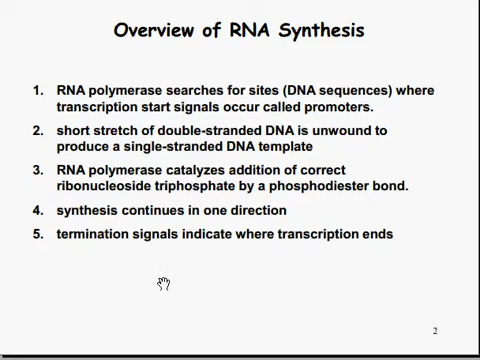 Overview of RNA Synthesis
1. RNA polymerase searches for sites (DNA sequences) where
transcription start signals occur called promoters.
2. short stretch of double-stranded DNA is unwound to
produce a single-stranded DNA template
3. RNA polymerase catalyzes addition of correct
ribonucleoside triphosphate by a phosphodiester bond.
4. synthesis continues in one direction
5. termination signals indicate where transcription ends
2